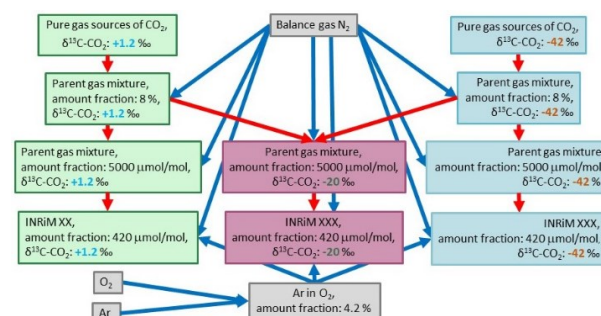 Pure gas sources of CO₂,
δ¹³C-CO₂: +1.2 ‰
Balance gas N₂
Pure gas sources of CO₂,
δ¹³C-CO₂: -42 ‰
Parent gas mixture,
amount fraction: 8 %,
δ¹³C-CO₂: +1.2 ‰
Parent gas mixture,
amount fraction: 8 %,
δ¹³C-CO₂: -42 ‰
Parent gas mixture,
amount fraction: 5000 μmol/mol,
δ¹³C-CO₂: +1.2 ‰
Parent gas mixture,
amount fraction: 5000 μmol/mol,
δ¹³C-CO₂: -20 ‰
Parent gas mixture,
amount fraction: 5000 μmol/mol,
δ¹³C-CO₂: -42 ‰
INRiM XX,
amount fraction: 420 μmol/mol,
δ¹³C-CO₂: +1.2 ‰
INRiM XXX,
amount fraction: 420 μmol/mol,
δ¹³C-CO₂: -20 ‰
INRiM XXX,
amount fraction: 420 μmol/mol,
δ¹³C-CO₂: -42 ‰
O₂
Ar
Ar in O₂,
amount fraction: 4.2 %